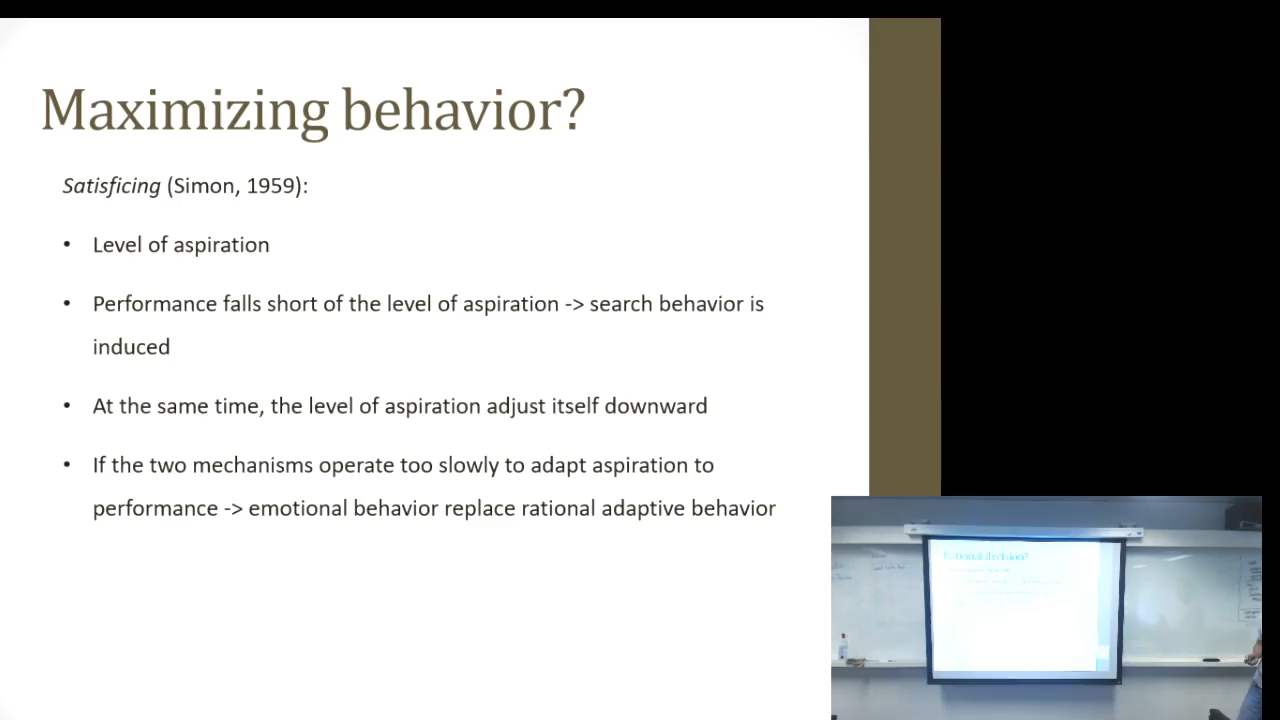 Maximizing behavior?
Satisficing (Simon, 1959):
• Level of aspiration
• Performance falls short of the level of aspiration -> search behavior is
induced
• At the same time, the level of aspiration adjust itself downward
• If the two mechanisms operate too slowly to adapt aspiration to
performance -> emotional behavior replace rational adaptive behavior
Rational decision?